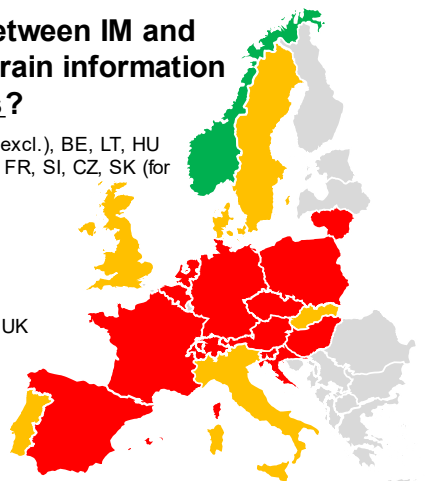 etween IM and
rain information
s?
excl.), BE, LT, HU
FR, SI, CZ, SK (for
UK